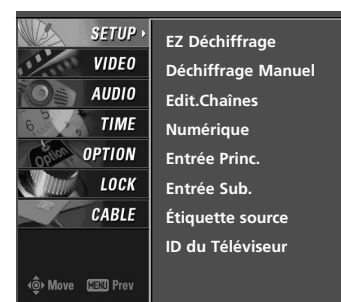 SETUP
VIDEO
AUDIO
TIME
OPTION
LOCK
CABLE
Move MENU Prev
EZ Déchiffrage
Déchiffrage Manuel
Edit.Chaînes
Numérique
Entrée Princ.
Entrée Sub.
Étiquette source
ID du Téléviseur